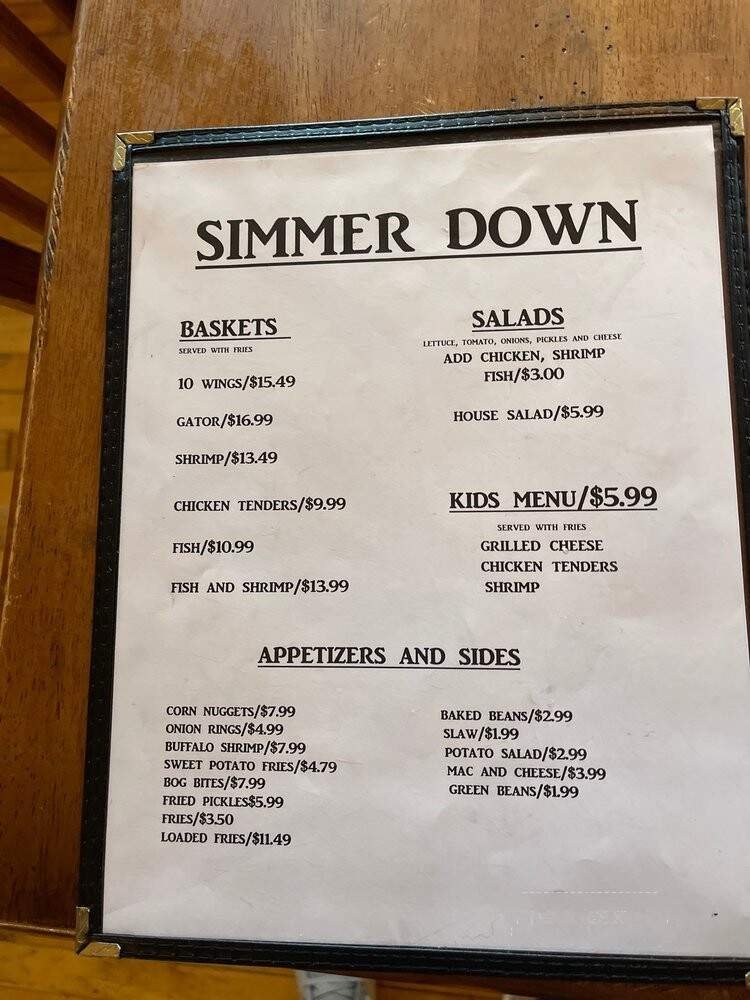 SIMMER DOWN
BASKETS
SERVED WITH FRIES
10 WINGS/$15.49
GATOR/$16.99
SHRIMP/$13.49
CHICKEN TENDERS/$9.99
FISH/$10.99
FISH AND SHRIMP/$13.99
SALADS
LETTUCE, TOMATO, ONIONS, PICKLES AND CHEESE
ADD CHICKEN, SHRIMP
FISH/$3.00
HOUSE SALAD/$5.99
KIDS MENU/$5.99
SERVED WITH FRIES
GRILLED CHEESE
CHICKEN TENDERS
SHRIMP
APPETIZERS AND SIDES
CORN NUGGETS/$7.99
ONION RINGS/$4.99
BUFFALO SHRIMP/$7.99
SWEET POTATO FRIES/$4.79
BOG BITES/$7.99
FRIED PICKLES$5.99
FRIES/$3.50
LOADED FRIES/$11.49
BAKED BEANS/$2.99
SLAW/$1.99
POTATO SALAD/$2.99
MAC AND CHEESE/$3.99
GREEN BEANS/$1.99